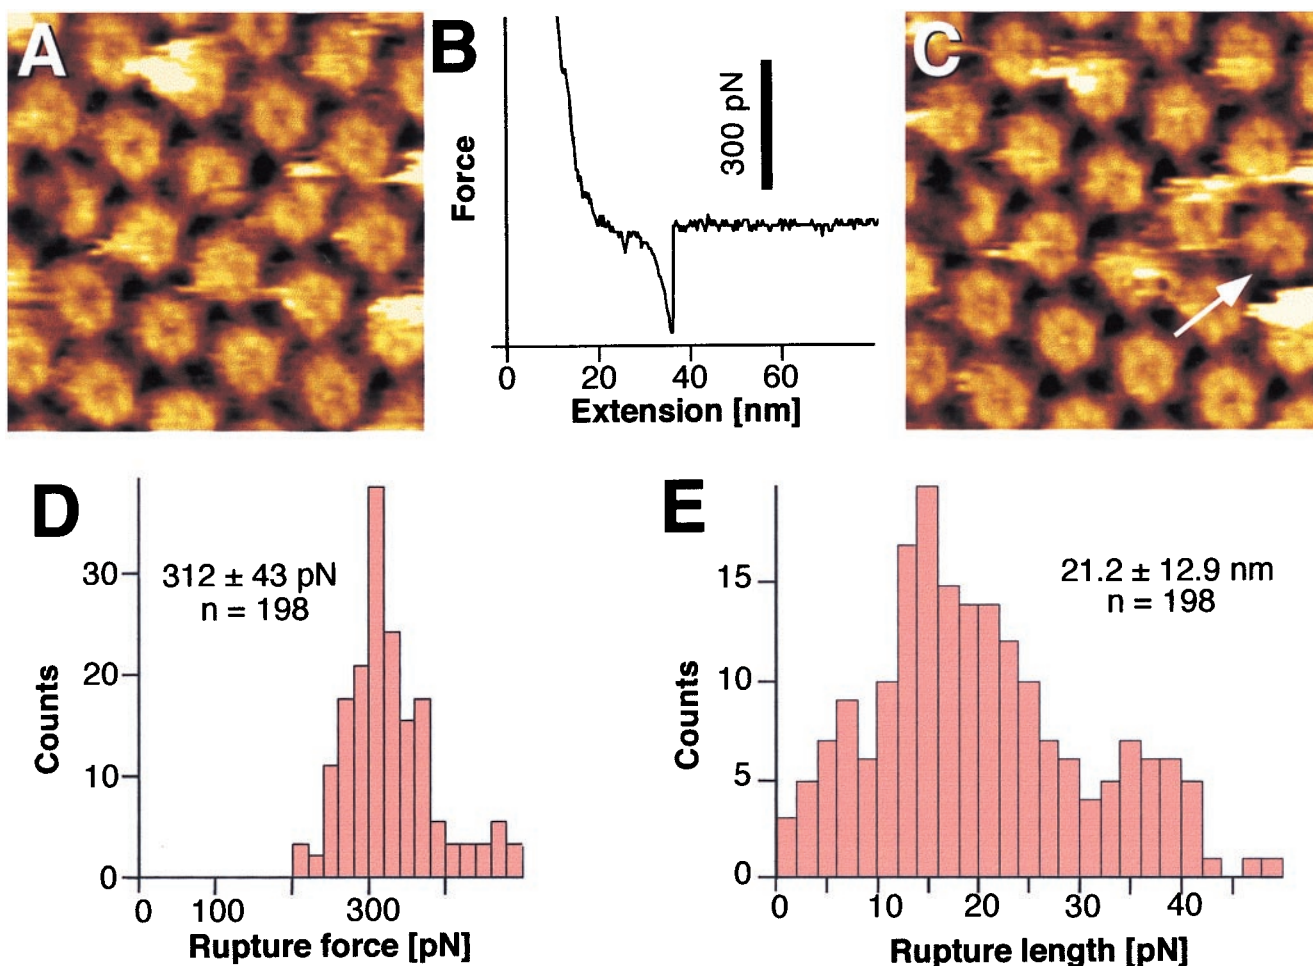 A
B
Force
300 pN
0
20
40
60
Extension [nm]
C
D
312 ± 43 pN
n = 198
Counts
30
20
10
0
0
100
300
Rupture force [pN]
E
21.2 ± 12.9 nm
n = 198
Counts
15
10
5
0
0
10
20
30
40
Rupture length [pN]